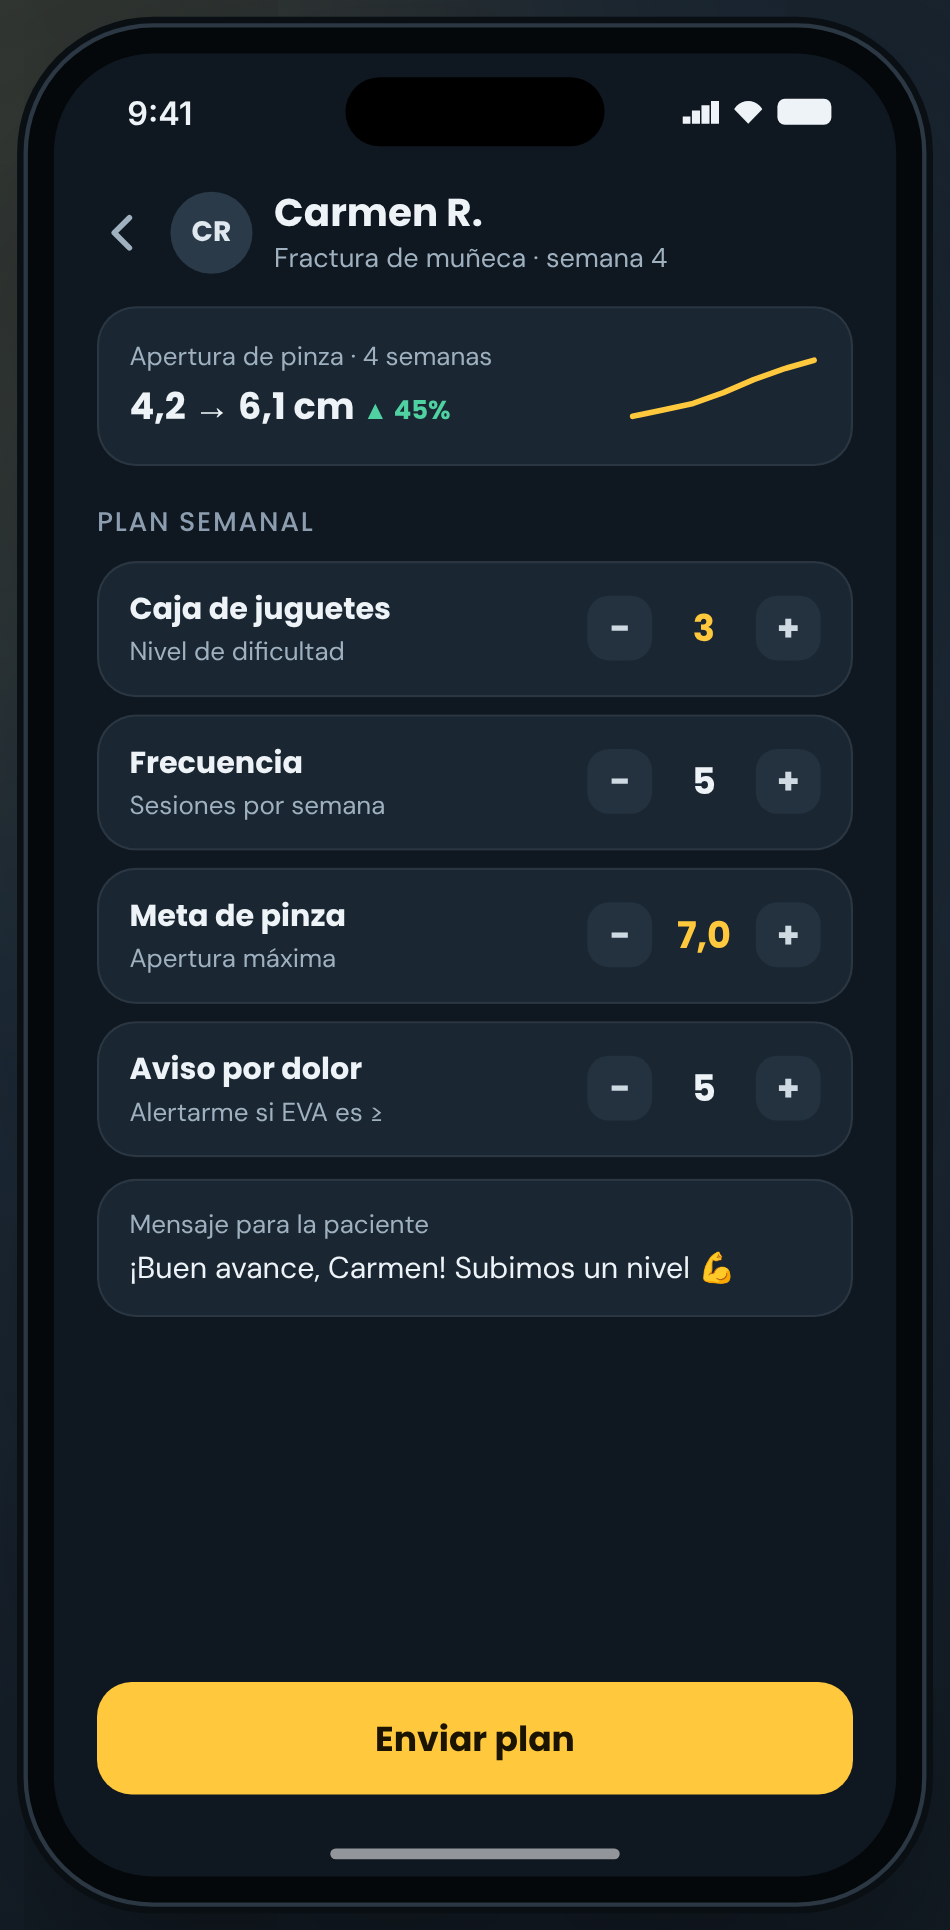 9:41
CR
Carmen R.
Fractura de muñeca · semana 4
Apertura de pinza · 4 semanas
4,2 → 6,1 cm ▲ 45%
PLAN SEMANAL
Caja de juguetes
Nivel de dificultad
− 3 +
Frecuencia
Sesiones por semana
− 5 +
Meta de pinza
Apertura máxima
− 7,0 +
Aviso por dolor
Alertarme si EVA es ≥
− 5 +
Mensaje para la paciente
¡Buen avance, Carmen! Subimos un nivel 💪
Enviar plan